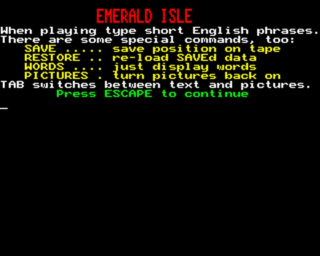 EMERALD ISLE
When playing type short English phrases.
There are some special commands, too:
SAVE ..... save position on tape
RESTORE .. re-load SAVEd data
WORDS .... just display words
PICTURES . turn pictures back on
TAB switches between text and pictures.
Press ESCAPE to continue